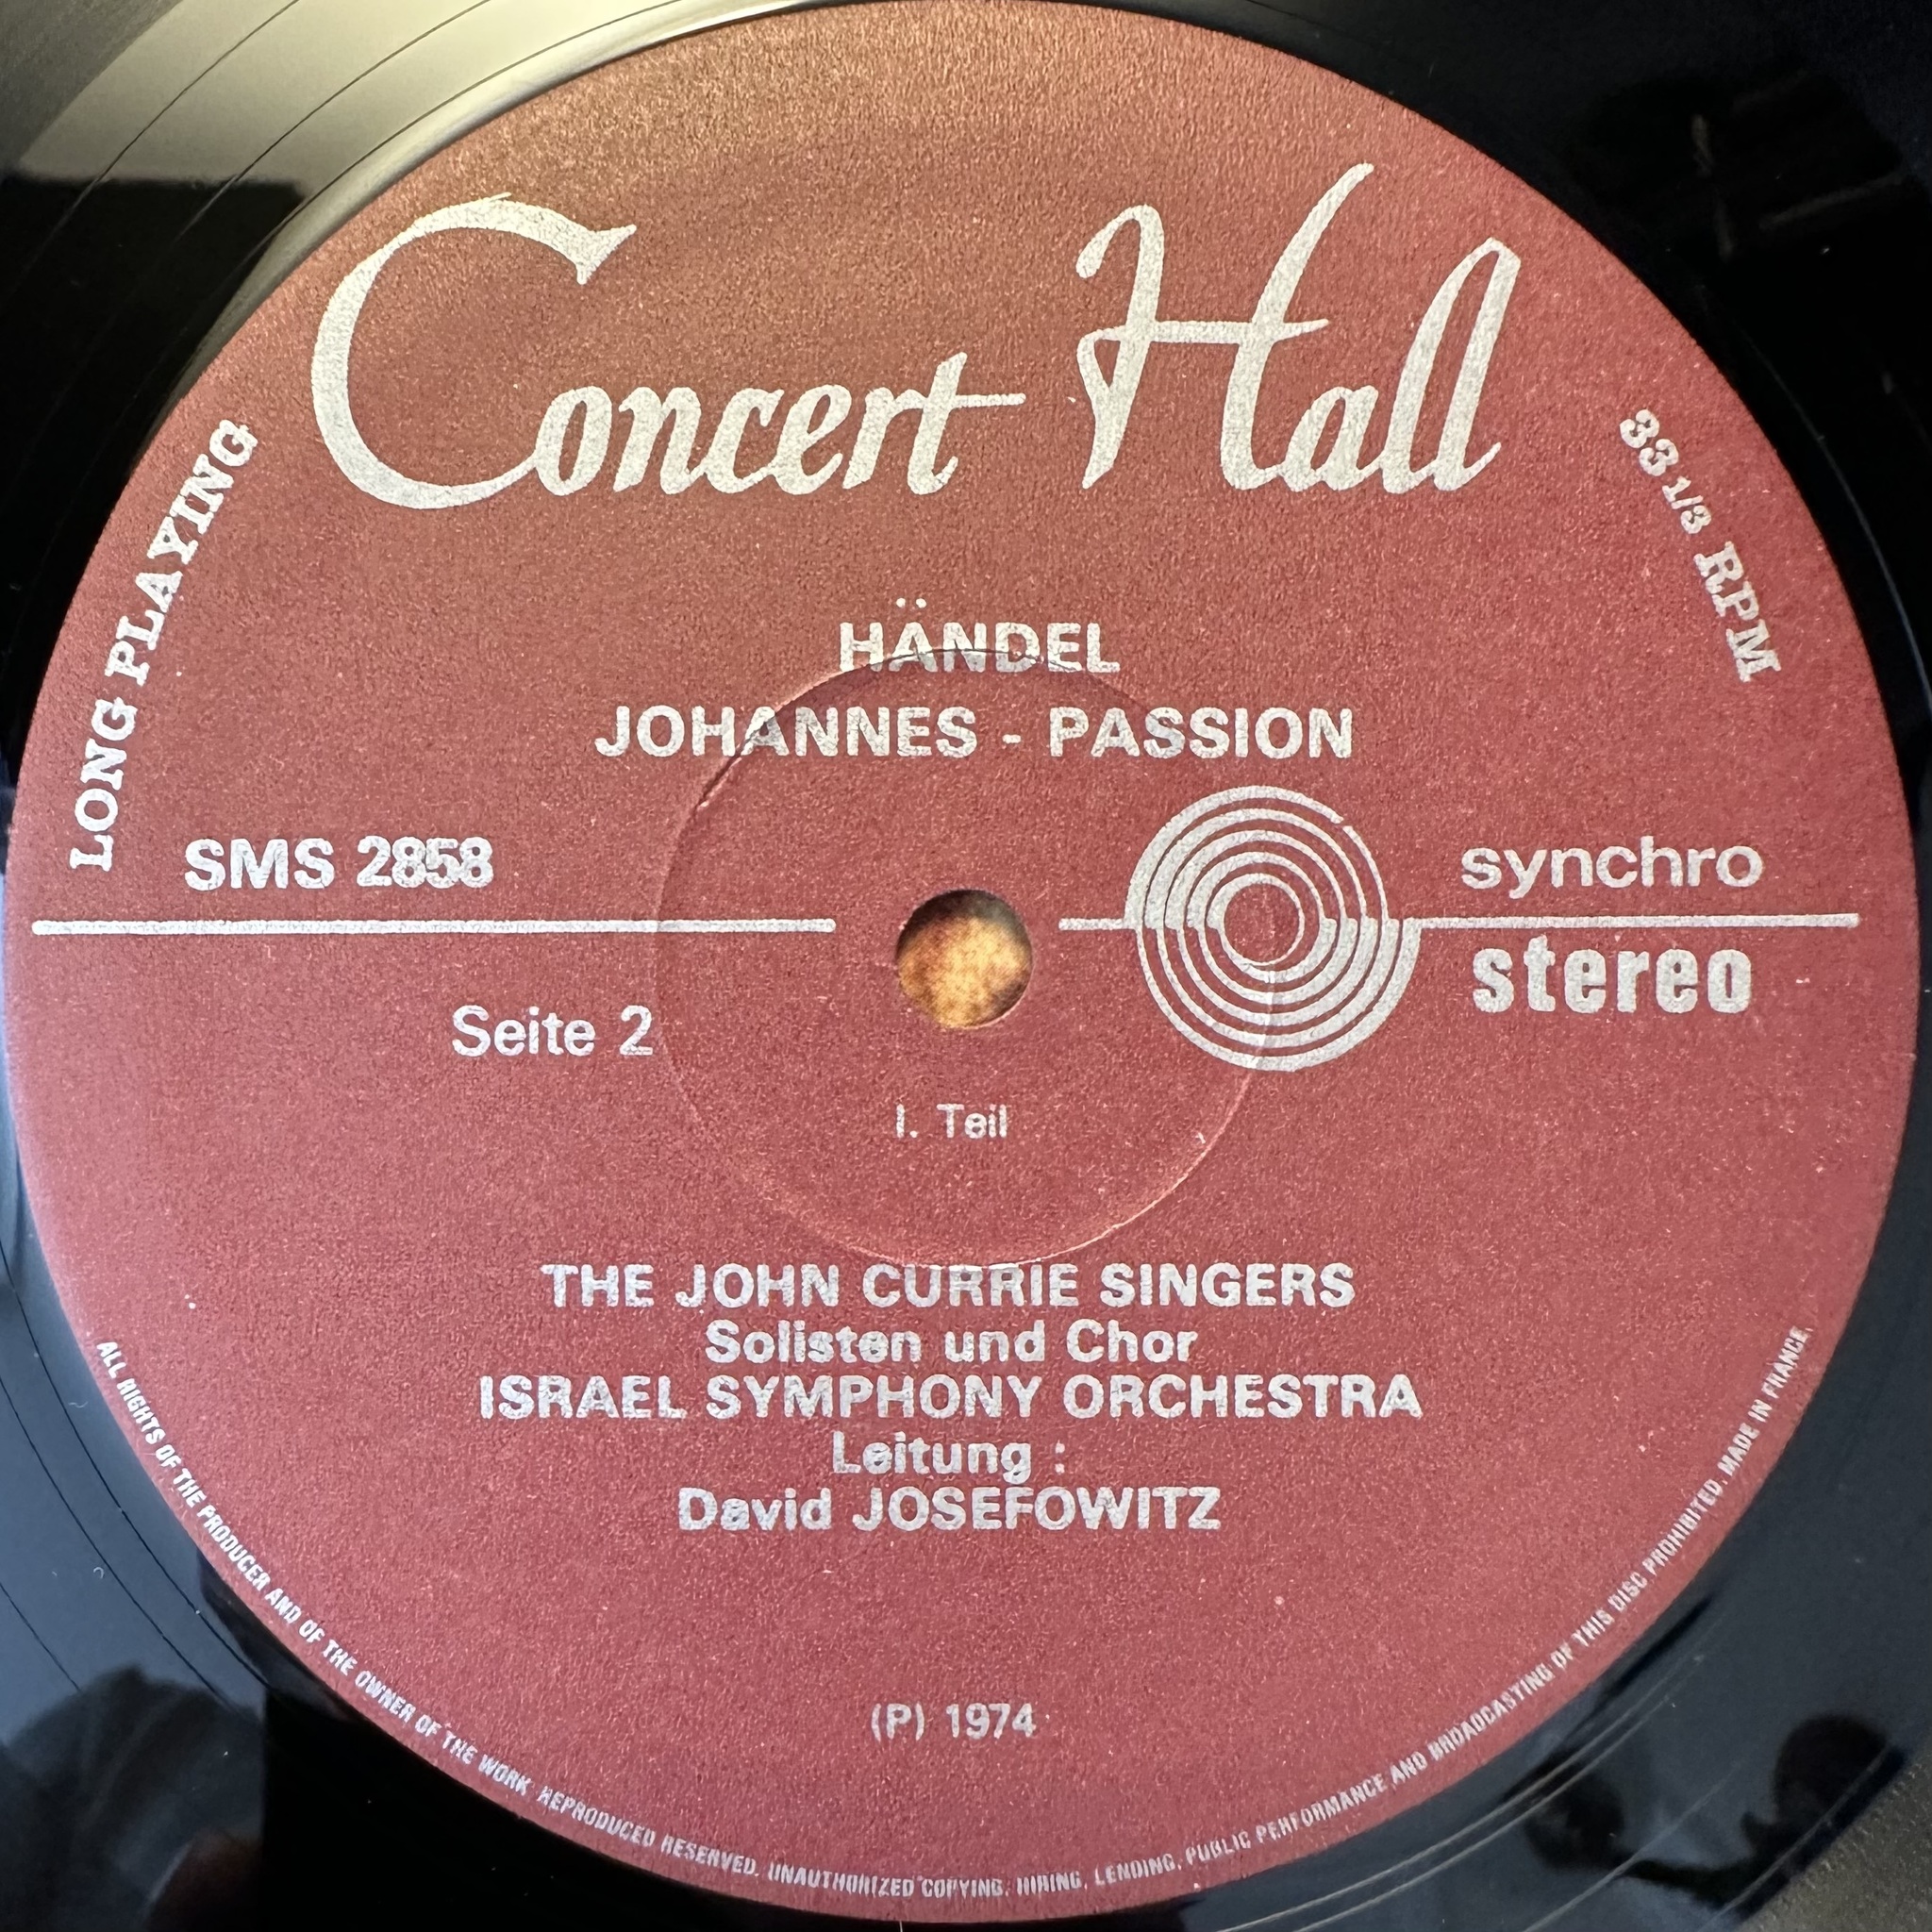 Concert Hall
LONG PLAYING
33 1/3 RPM
HÄNDEL
JOHANNES - PASSION
SMS 2858
synchro
stereo
Seite 2
I. Teil
THE JOHN CURRIE SINGERS
Solisten und Chor
ISRAEL SYMPHONY ORCHESTRA
Leitung :
David JOSEFOWITZ
(P) 1974
ALL RIGHTS OF THE PRODUCER AND OF THE OWNER OF THE WORK REPRODUCED RESERVED. UNAUTHORIZED COPYING, HIRING, LENDING, PUBLIC PERFORMANCE AND BROADCASTING OF THIS DISC PROHIBITED. MADE IN FRANCE.